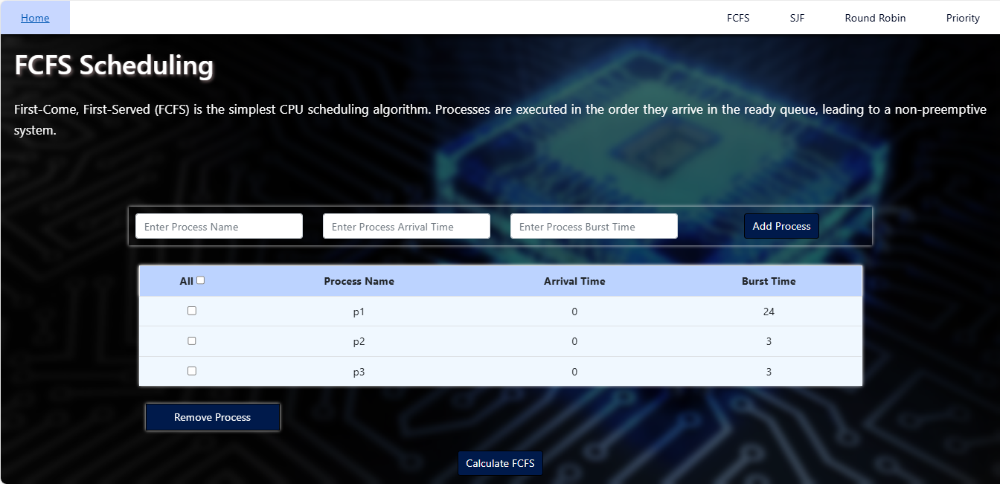 Home FCFS SJF Round Robin Priority
FCFS Scheduling
First-Come, First-Served (FCFS) is the simplest CPU scheduling algorithm. Processes are executed in the order they arrive in the ready queue, leading to a non-preemptive
system.
Enter Process Name Enter Process Arrival Time Enter Process Burst Time Add Process
All Process Name Arrival Time Burst Time
p1 0 24
p2 0 3
p3 0 3
Remove Process
Calculate FCFS